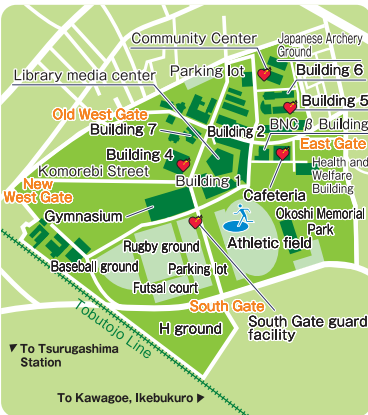 Community Center
Japanese Archery
Ground
Parking lot
Building 6
Library media center
Building 5
Old West Gate
Building 7
Building 2
BNC β Building
East Gate
Building 4
Komorebi Street
Health and
Welfare
Building
Building 1
New
West Gate
Cafeteria
Gymnasium
Okoshi Memorial
Park
Rugby ground
Athletic field
Baseball ground
Parking lot
Futsal court
South Gate
Tobutojo Line
H ground
South Gate guard
facility
▼To Tsurugashima
Station
To Kawagoe, Ikebukuro▶